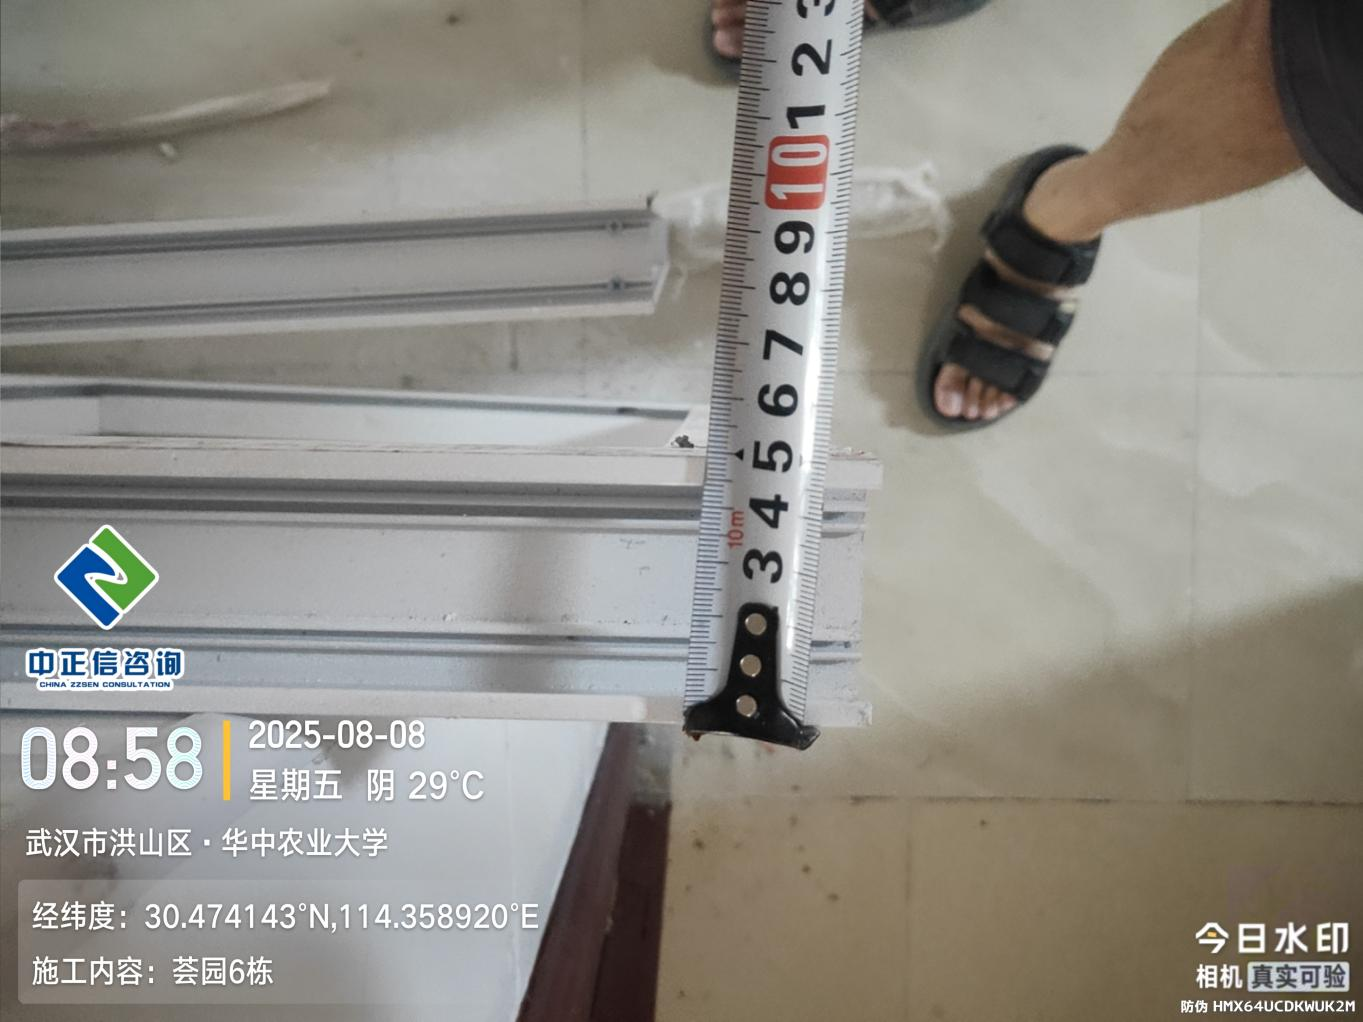 3
2
1
10
9
8
7
6
5
4
10m
3
中正信咨询
CHINA ZZSEN CONSULTATION
08:58
2025-08-08
星期五 阴 29°C
武汉市洪山区·华中农业大学
经纬度：30.474143°N,114.358920°E
施工内容：荟园6栋
今日水印
相机 真实可验
防伪 HMX64UCDKWUK2M